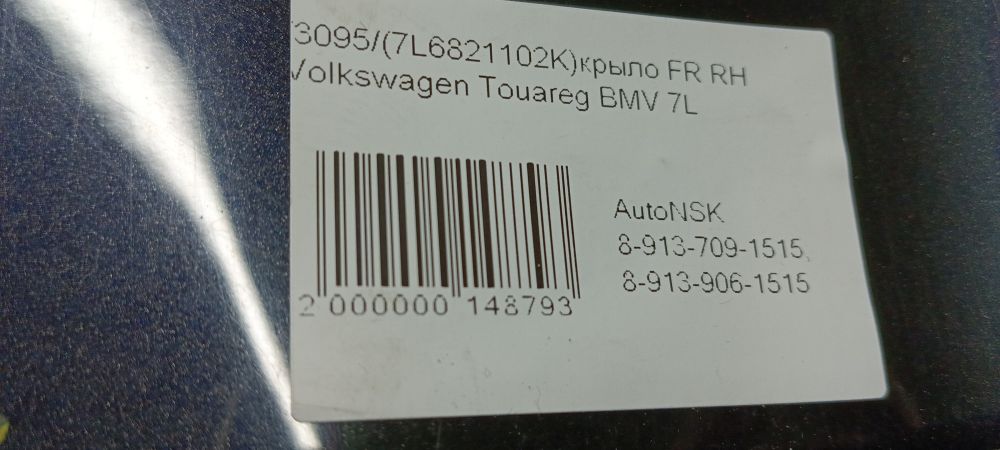 3095/(7L6821102K)крыло FR RH
Volkswagen Touareg BMV 7L
AutoNSK
8-913-709-1515,
8-913-906-1515
2 000000 148793